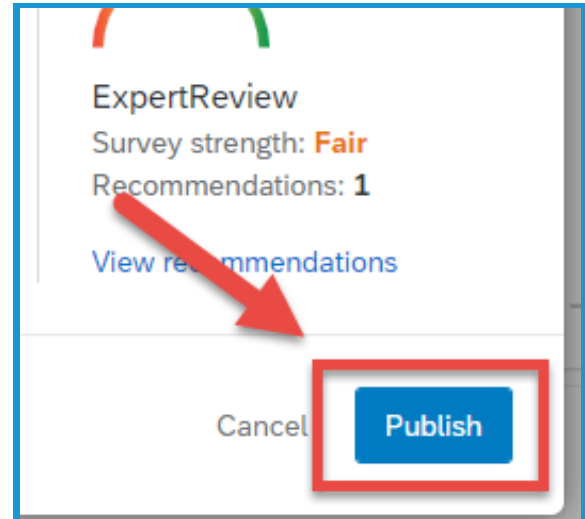 ExpertReview
Survey strength: Fair
Recommendations: 1
View recommendations
Cancel
Publish